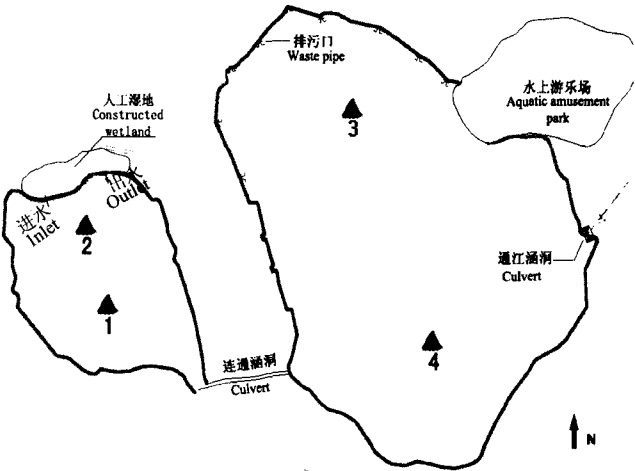 排污门
Waste pipe
水上游乐场
Aquatic amusement
park
人工湿地
Constructed
wetland
3
进水
Inlet
出水
Outlet
2
1
通江涵洞
Culvert
4
连通涵洞
Culvert
N